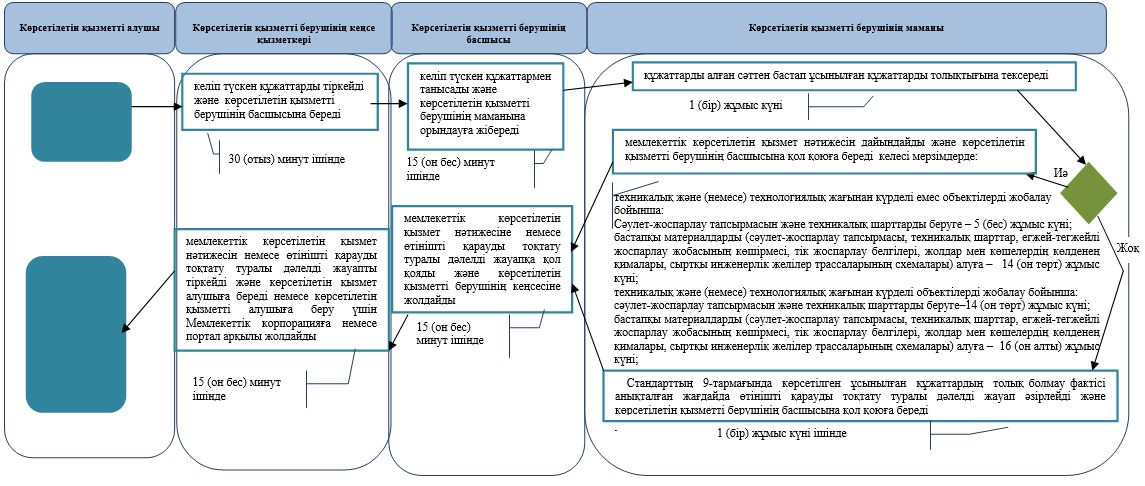 Көрсетілетін қызметті алушы
Көрсетілетін қызметті берушінің кеңсе
қызметкері
Көрсетілетін қызметті берушінің
басшысы
Көрсетілетін қызметті берушінің маманы
келіп түскен құжаттарды тіркейді
және көрсетілетін қызметті
берушінің басшысына береді
30 (отыз) минут ішінде
келіп түскен құжаттармен
танысады және
көрсетілетін қызметті
берушінің маманына
орындауға жібереді
15 (он бес) минут
ішінде
құжаттарды алған сәттен бастап ұсынылған құжаттарды толықтығына тексереді
1 (бір) жұмыс күні
мемлекеттік көрсетілетін қызмет нәтижесін дайындайды және көрсетілетін
қызметті берушінің басшысына қол қоюға береді келесі мерзімдерде:
Иә
Жоқ
техникалық және (немесе) технологиялық жағынан күрделі емес объектілерді жобалау
бойынша:
Сәулет-жоспарлау тапсырмасын және техникалық шарттарды беруге – 5 (бес) жұмыс күні;
бастапқы материалдарды (сәулет-жоспарлау тапсырмасы, техникалық шарттар, егжей-тегжейлі
жоспарлау жобасының көшірмесі, тік жоспарлау белгілері, жолдар мен көшелердің көлденең
қималары, сыртқы инженерлік желілер трассаларының схемалары) алуға – 14 (он төрт) жұмыс
күні;
техникалық және (немесе) технологиялық жағынан күрделі объектілерді жобалау бойынша:
сәулет-жоспарлау тапсырмасын және техникалық шарттарды беруге–14 (он төрт) жұмыс күні;
бастапқы материалдарды (сәулет-жоспарлау тапсырмасы, техникалық шарттар, егжей-тегжейлі
жоспарлау жобасының көшірмесі, тік жоспарлау белгілері, жолдар мен көшелердің көлденең
қималары, сыртқы инженерлік желілер трассаларының схемалары) алуға – 16 (он алты) жұмыс
күні;
Стандарттың 9-тармағында көрсетілген ұсынылған құжаттардың толық болмау фактісі
анықталған жағдайда өтінішті қарауды тоқтату туралы дәлелді жауап әзірлейді және
көрсетілетін қызметті берушінің басшысына қол қоюға береді
.
1 (бір) жұмыс күні ішінде
мемлекеттік көрсетілетін
қызмет нәтижесіне немесе
өтінішті қарауды тоқтату
туралы дәлелді жауапқа қол
қояды және көрсетілетін
қызметті берушінің кеңсесіне
жолдайды
15 (он бес)
минут ішінде
мемлекеттік көрсетілетін қызмет
нәтижесін немесе өтінішті қарауды
тоқтату туралы дәлелді жауапты
тіркейді және көрсетілетін қызмет
алушыға береді немесе көрсетілетін
қызметті алушыға беру үшін
Мемлекеттік корпорацияға немесе
портал арқылы жолдайды
15 (он бес) минут
ішінде